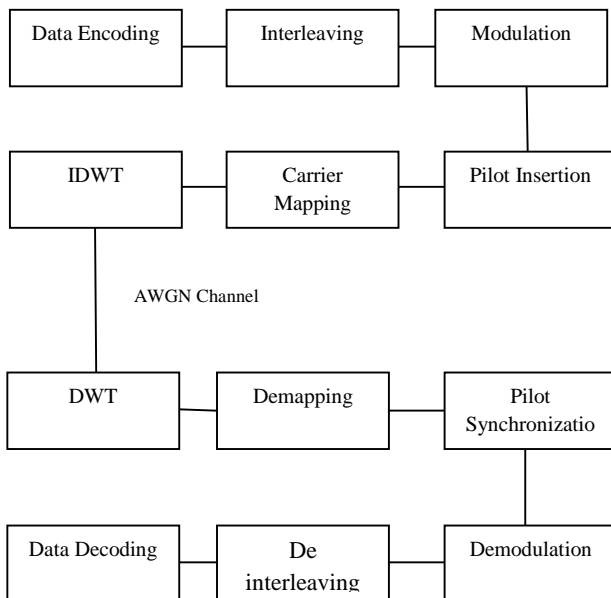 Data Encoding
Interleaving
Modulation
IDWT
Carrier
Mapping
Pilot Insertion
AWGN Channel
DWT
Demapping
Pilot
Synchronizatio
Data Decoding
De
interleaving
Demodulation